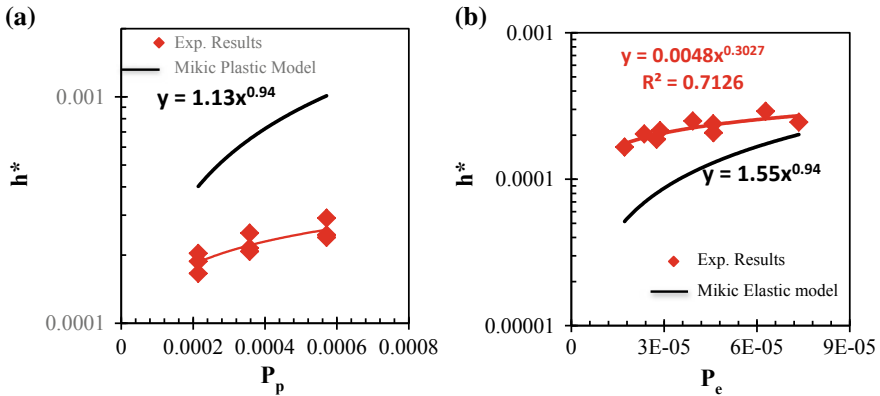 (a)
Exp. Results
Mikic Plastic Model
y = 1.13x^0.94
0.001
0.0001
h*
0
0.0002
0.0004
0.0006
0.0008
P_p
(b)
0.001
y = 0.0048x^0.3027
R² = 0.7126
0.0001
y = 1.55x^0.94
h*
Exp. Results
Mikic Elastic model
0.00001
0
3E-05
6E-05
9E-05
P_e